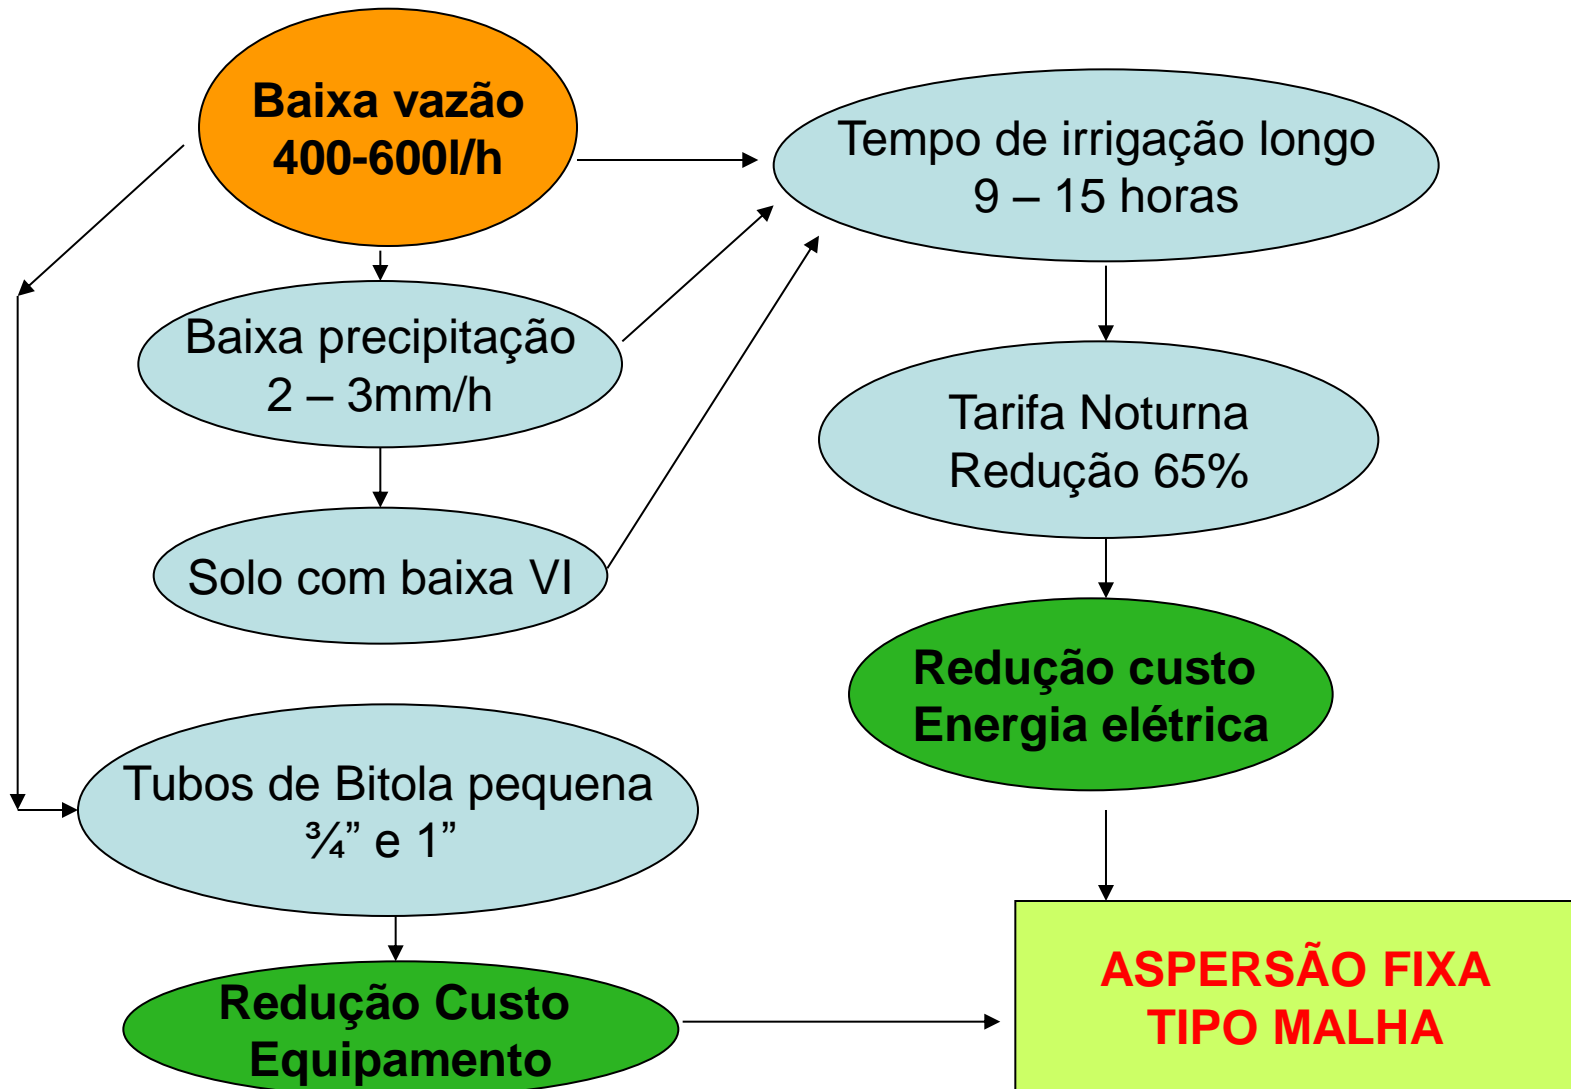 Baixa vazão
400-600l/h
Tempo de irrigação longo
9 – 15 horas
Baixa precipitação
2 – 3mm/h
Tarifa Noturna
Redução 65%
Solo com baixa VI
Redução custo
Energia elétrica
Tubos de Bitola pequena
¾” e 1”
Redução Custo
Equipamento
ASPERSÃO FIXA
TIPO MALHA